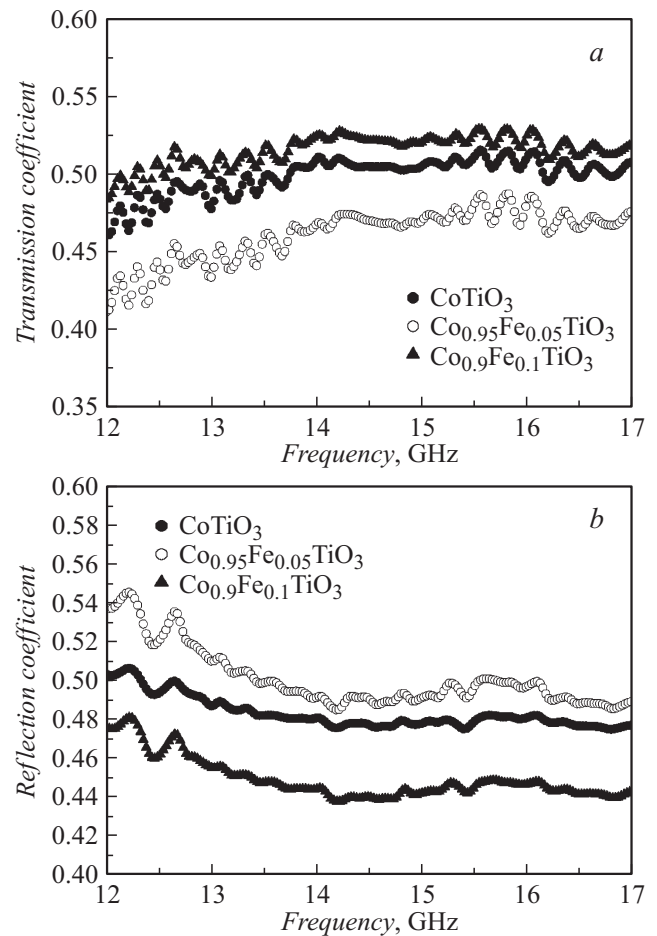 0.60
a
0.55
0.50
0.45
0.40
0.35
Transmission coefficient
CoTiO3
Co0.95Fe0.05TiO3
Co0.9Fe0.1TiO3
12 13 14 15 16 17
Frequency, GHz
0.60
b
0.58
0.56
0.54
0.52
0.50
0.48
0.46
0.44
0.42
0.40
Reflection coefficient
CoTiO3
Co0.95Fe0.05TiO3
Co0.9Fe0.1TiO3
12 13 14 15 16 17
Frequency, GHz